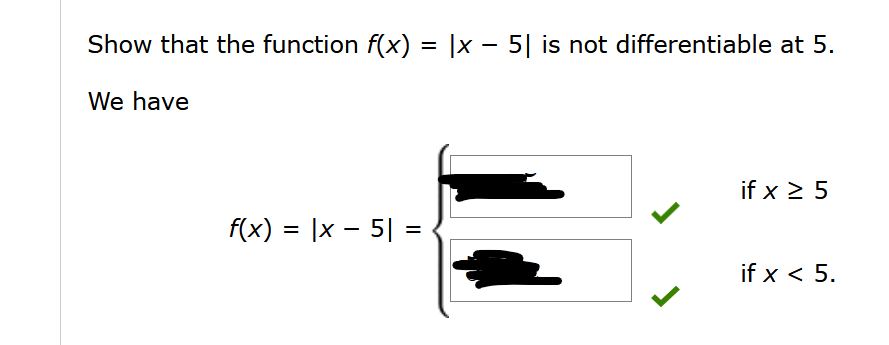 Show that the function f(x) = |x − 5| is not differentiable at 5.
We have
if x ≥ 5
f(x) = |x − 5| =
if x < 5.